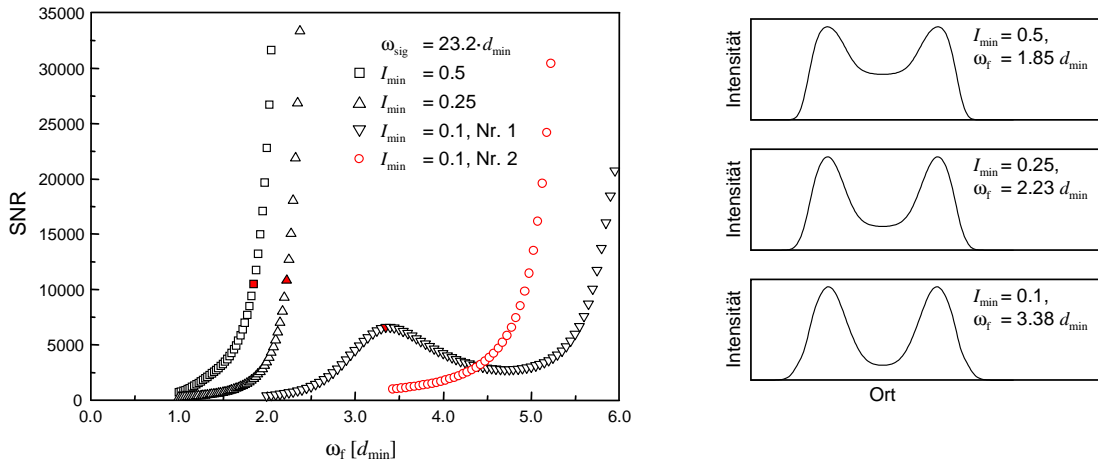 35000
30000
25000
20000
15000
10000
5000
0
SNR
0.0 1.0 2.0 3.0 4.0 5.0 6.0
ω_f [d_min]
ω_sig = 23.2·d_min
I_min = 0.5
I_min = 0.25
I_min = 0.1, Nr. 1
I_min = 0.1, Nr. 2
Intensität
I_min = 0.5,
ω_f = 1.85 d_min
Intensität
I_min = 0.25,
ω_f = 2.23 d_min
Intensität
I_min = 0.1,
ω_f = 3.38 d_min
Ort